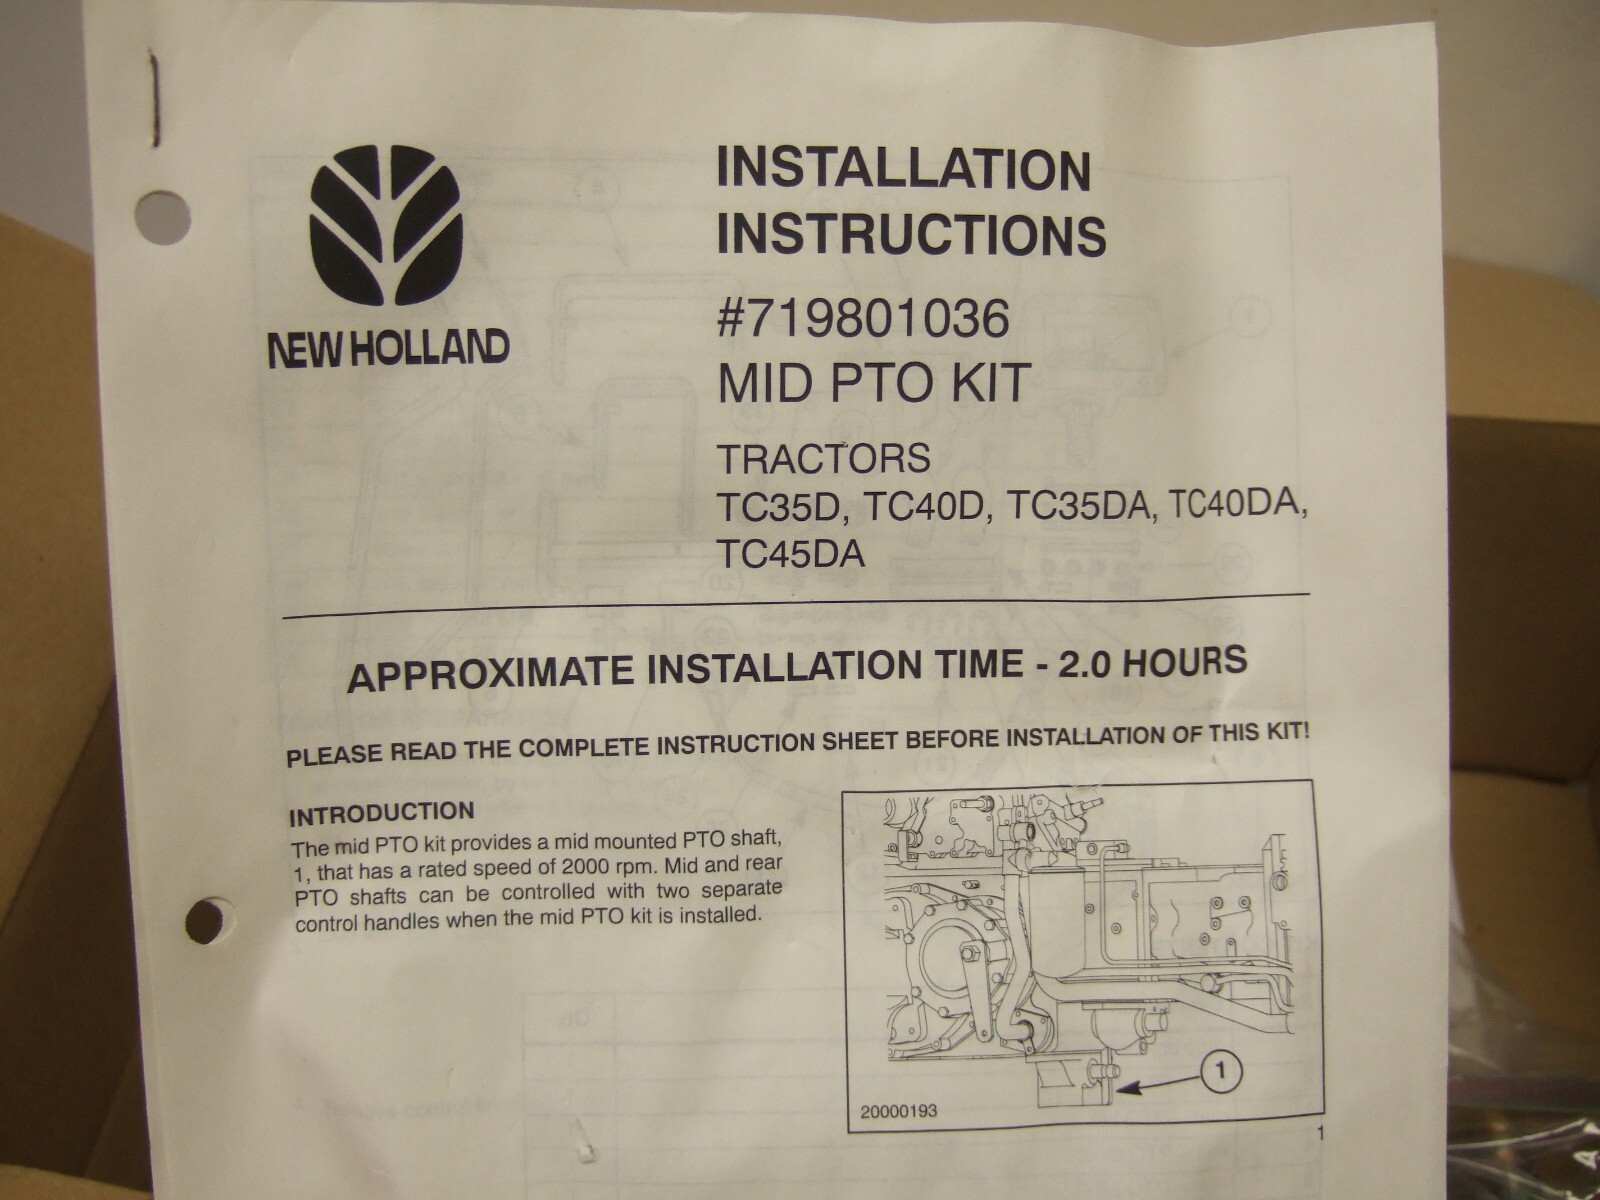 NEW HOLLAND
INSTALLATION
INSTRUCTIONS
#719801036
MID PTO KIT
TRACTORS
TC35D, TC40D, TC35DA, TC40DA,
TC45DA
APPROXIMATE INSTALLATION TIME - 2.0 HOURS
PLEASE READ THE COMPLETE INSTRUCTION SHEET BEFORE INSTALLATION OF THIS KIT!
INTRODUCTION
The mid PTO kit provides a mid mounted PTO shaft,
1, that has a rated speed of 2000 rpm. Mid and rear
PTO shafts can be controlled with two separate
control handles when the mid PTO kit is installed.
1
20000193
1